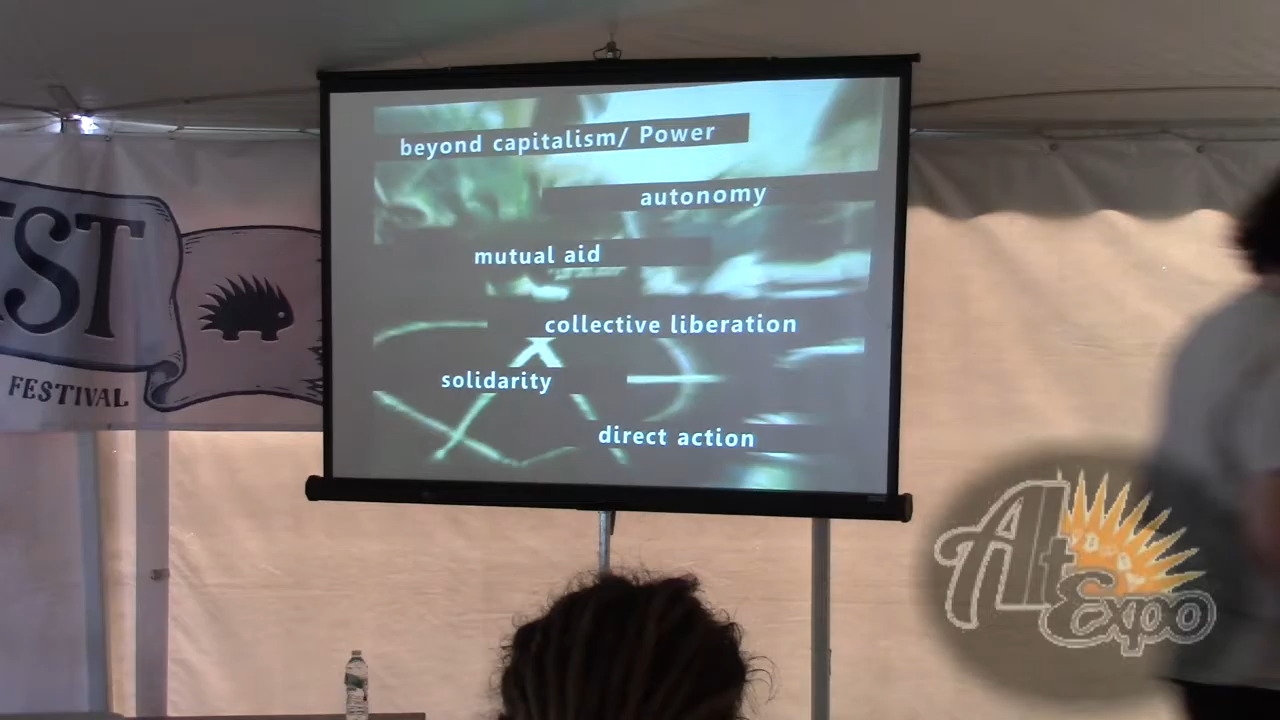 beyond capitalism/ Power
autonomy
mutual aid
collective liberation
solidarity
direct action
ST
FESTIVAL
Alt
Expo